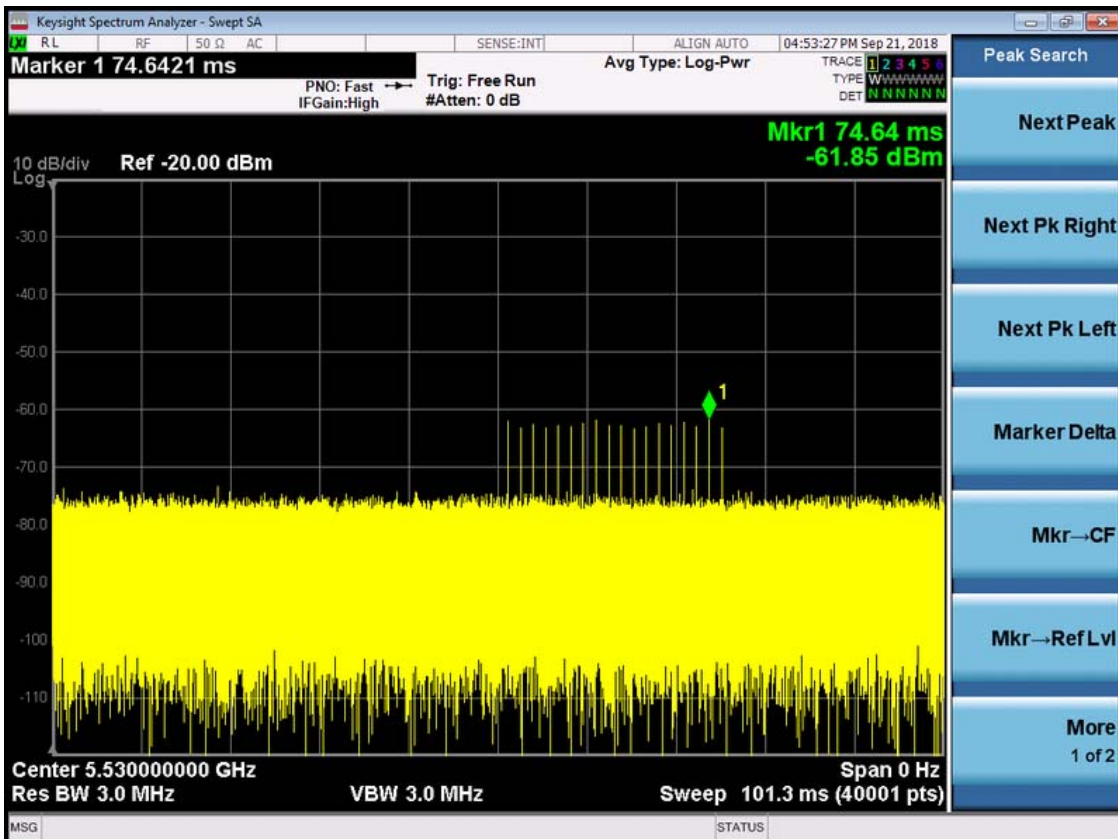 Keysight Spectrum Analyzer - Swept SA
LXI RL RF 50 Ω AC SENSE:INT ALIGN AUTO 04:53:27 PM Sep 21, 2018
Marker 1 74.6421 ms
PNO: Fast
IFGain:High
Trig: Free Run
#Atten: 0 dB
Avg Type: Log-Pwr
TRACE 1 2 3 4 5 6
TYPE WWWWWW
DET N N N N N N
Mkr1 74.64 ms
-61.85 dBm
10 dB/div Ref -20.00 dBm
Log
-30.0
-40.0
-50.0
-60.0
-70.0
-80.0
-90.0
-100
-110
1
Center 5.530000000 GHz Span 0 Hz
Res BW 3.0 MHz VBW 3.0 MHz Sweep 101.3 ms (40001 pts)
MSG STATUS
Peak Search
Next Peak
Next Pk Right
Next Pk Left
Marker Delta
Mkr→CF
Mkr→Ref Lvl
More
1 of 2